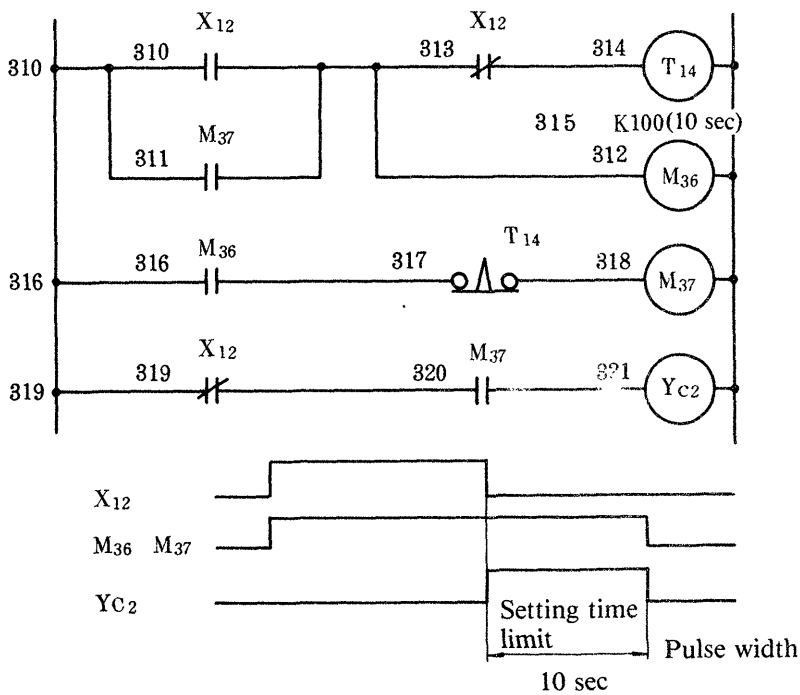 X12 X12
310 310 313 314 T14
M37 315 K100(10 sec)
311 312 M36
M36 T14
316 316 317 318 M37
X12 M37
319 319 320 321 YC2
X12
M36 M37
YC2
Setting time
limit
Pulse width
10 sec